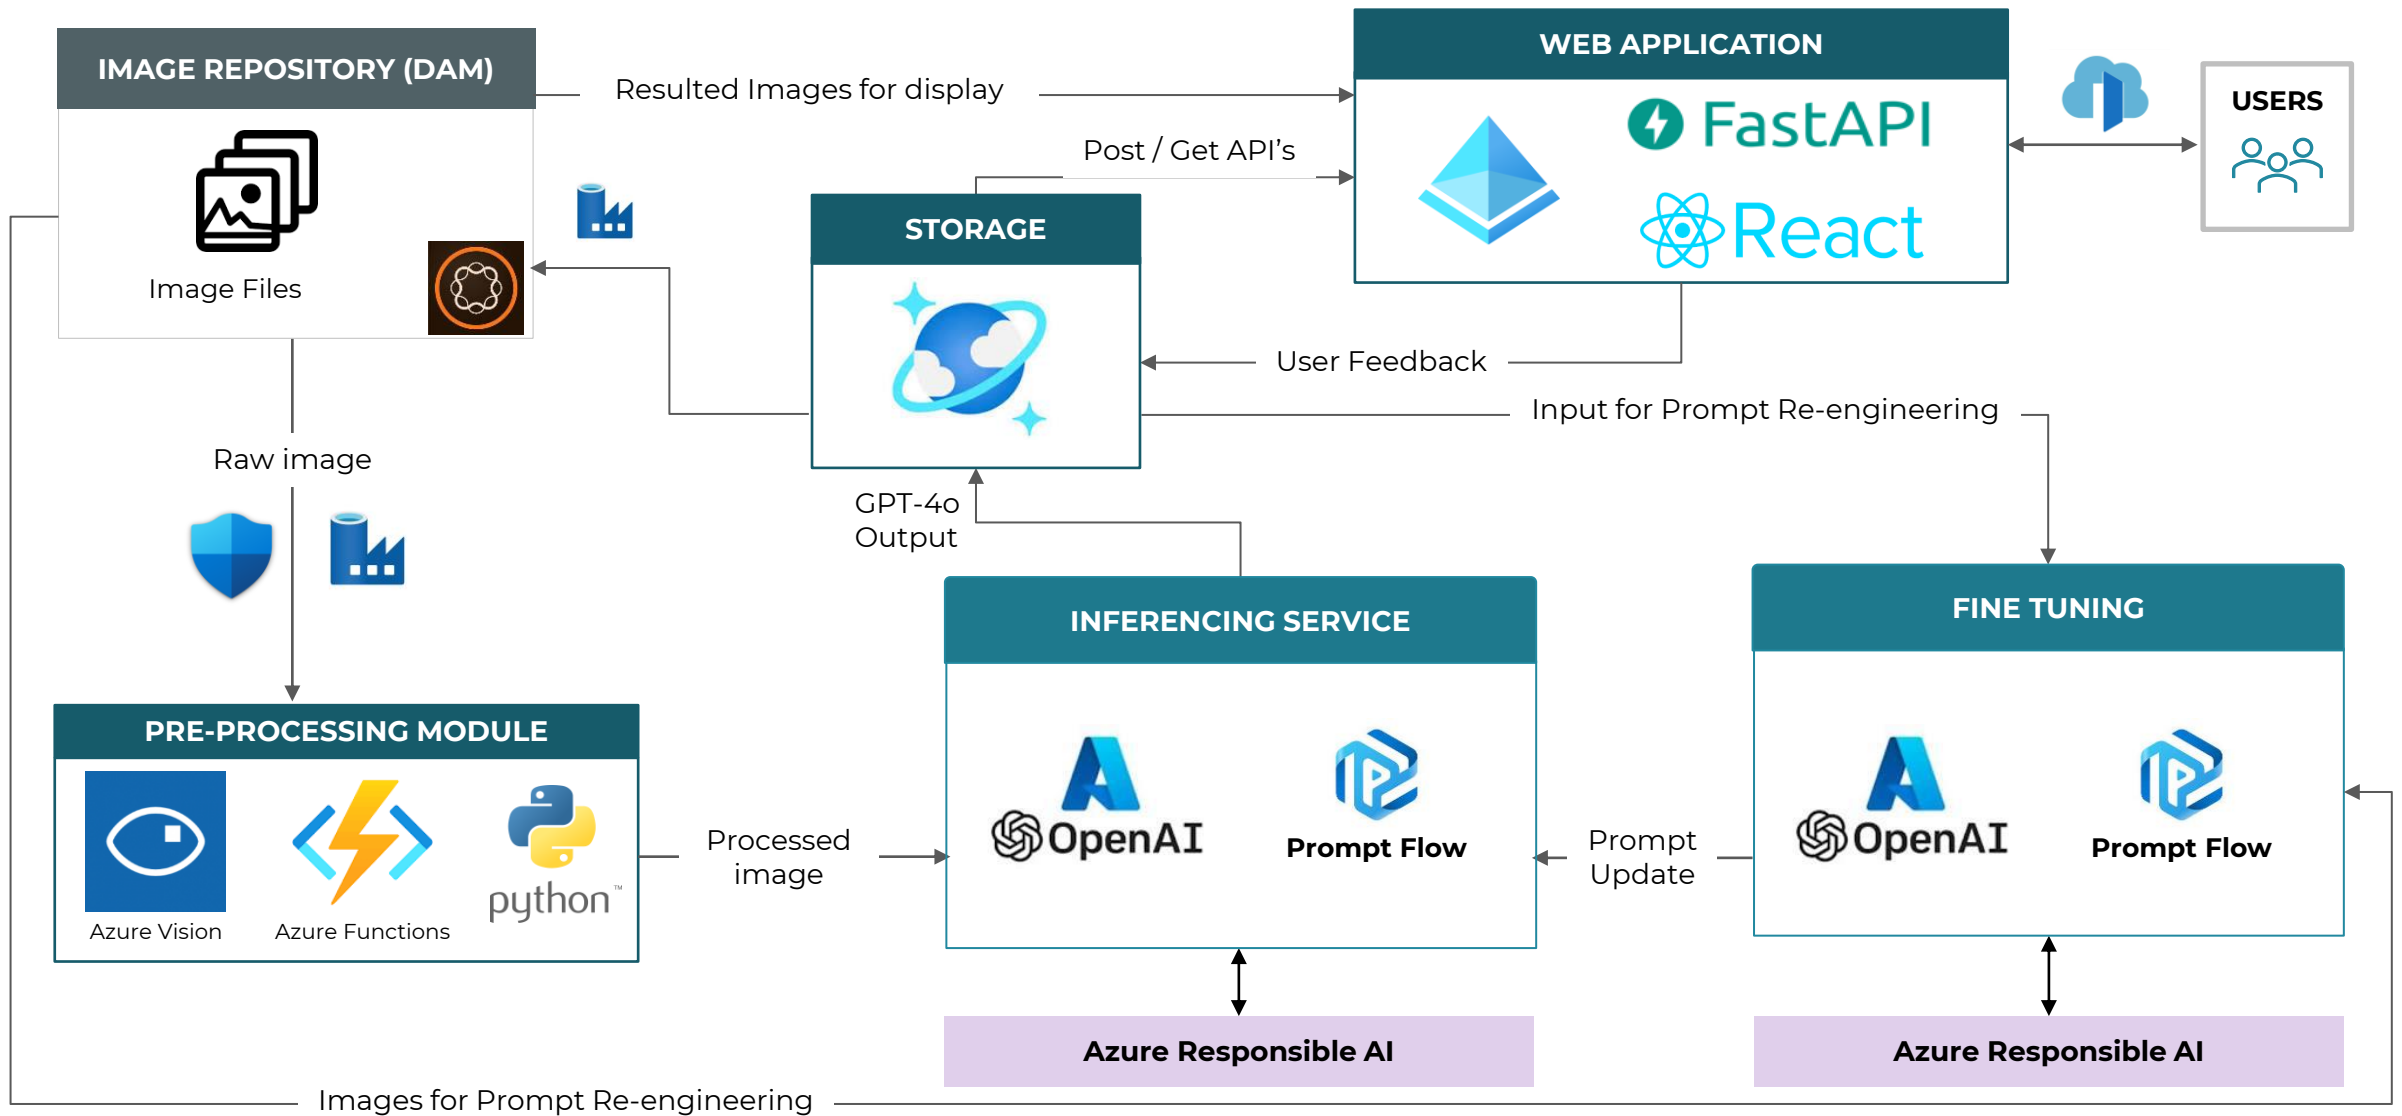 IMAGE REPOSITORY (DAM)
Image Files
Resulted Images for display
WEB APPLICATION
FastAPI
React
USERS
Post / Get API's
STORAGE
User Feedback
Input for Prompt Re-engineering
Raw image
GPT-4o
Output
INFERENCING SERVICE
OpenAI
Prompt Flow
FINE TUNING
OpenAI
Prompt Flow
PRE-PROCESSING MODULE
Azure Vision
Azure Functions
python™
Processed
image
Prompt
Update
Azure Responsible AI
Azure Responsible AI
Images for Prompt Re-engineering